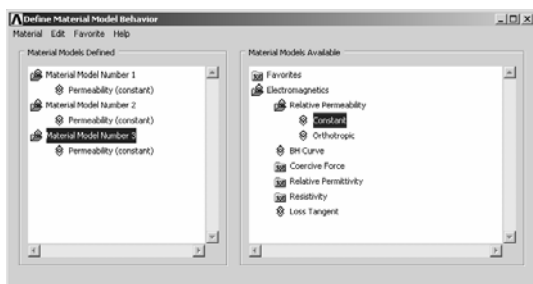 Define Material Model Behavior
Material Edit Favorite Help
Material Models Defined
Material Model Number 1
Permeability (constant)
Material Model Number 2
Permeability (constant)
Material Model Number 3
Permeability (constant)
Material Models Available
Favorites
Electromagnetics
Relative Permeability
Constant
Orthotropic
BH Curve
Coercive Force
Relative Permittivity
Resistivity
Loss Tangent